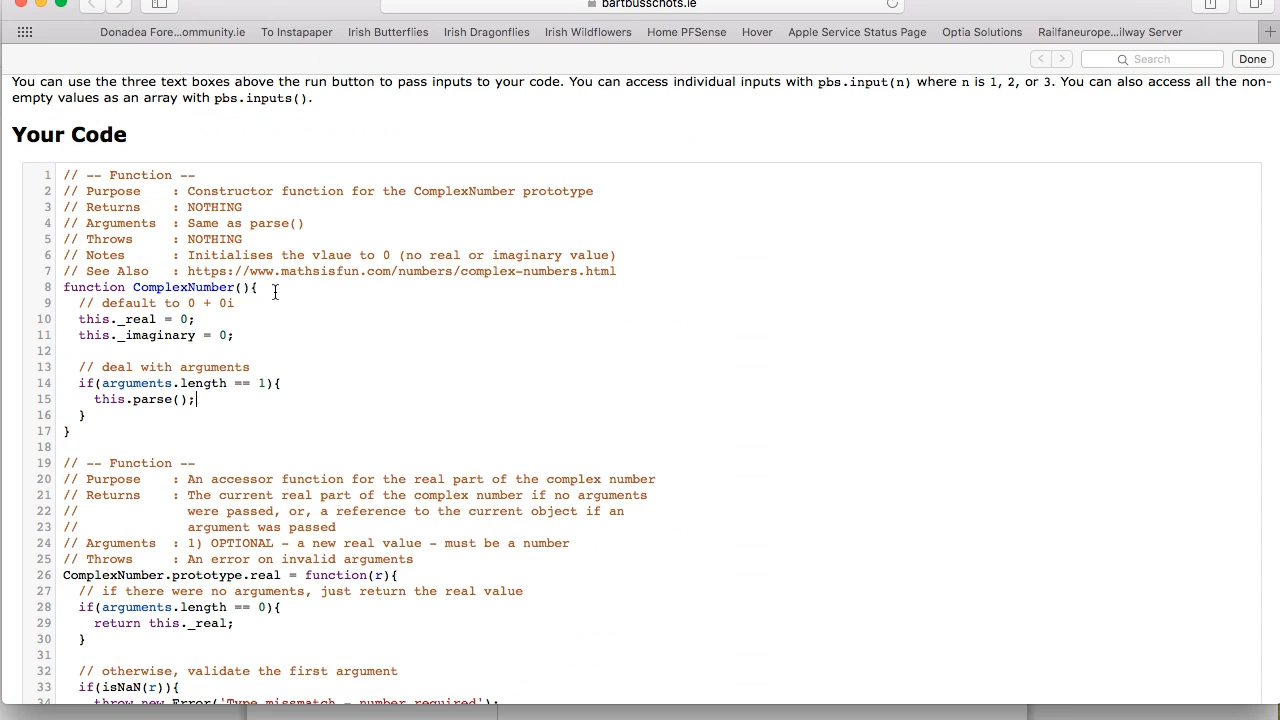 bartbusschots.ie
Donadea Fore...ommunity.ie To Instapaper Irish Butterflies Irish Dragonflies Irish Wildflowers Home PFSense Hover Apple Service Status Page Optia Solutions Railfaneurope...ilway Server
Search Done
You can use the three text boxes above the run button to pass inputs to your code. You can access individual inputs with pbs.input(n) where n is 1, 2, or 3. You can also access all the non-
empty values as an array with pbs.inputs().
Your Code
1 // -- Function --
2 // Purpose : Constructor function for the ComplexNumber prototype
3 // Returns : NOTHING
4 // Arguments : Same as parse()
5 // Throws : NOTHING
6 // Notes : Initialises the vlaue to 0 (no real or imaginary value)
7 // See Also : https://www.mathsisfun.com/numbers/complex-numbers.html
8 function ComplexNumber(){
9 // default to 0 + 0i
10 this._real = 0;
11 this._imaginary = 0;
12
13 // deal with arguments
14 if(arguments.length == 1){
15 this.parse();
16 }
17 }
18
19 // -- Function --
20 // Purpose : An accessor function for the real part of the complex number
21 // Returns : The current real part of the complex number if no arguments
22 // were passed, or, a reference to the current object if an
23 // argument was passed
24 // Arguments : 1) OPTIONAL - a new real value - must be a number
25 // Throws : An error on invalid arguments
26 ComplexNumber.prototype.real = function(r){
27 // if there were no arguments, just return the real value
28 if(arguments.length == 0){
29 return this._real;
30 }
31
32 // otherwise, validate the first argument
33 if(isNaN(r)){
34 throw new Error('Type missmatch - number required');